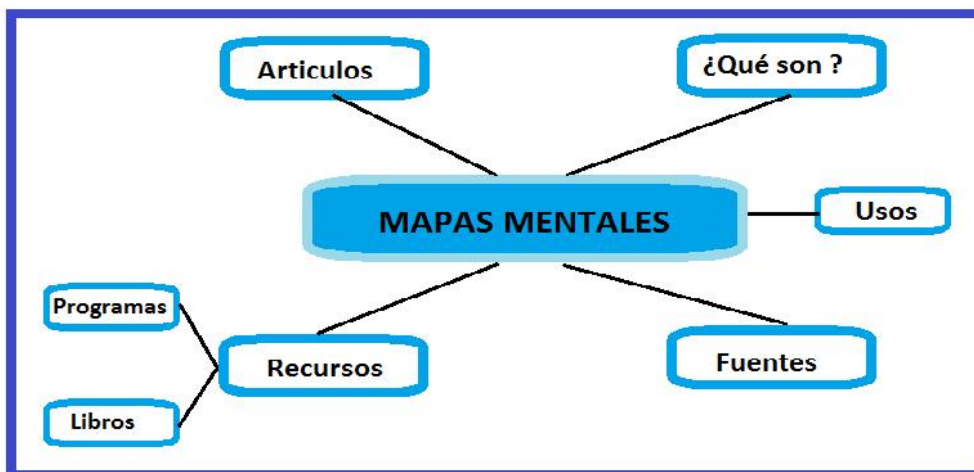 Articulos
¿Qué son ?
MAPAS MENTALES
Usos
Programas
Recursos
Fuentes
Libros